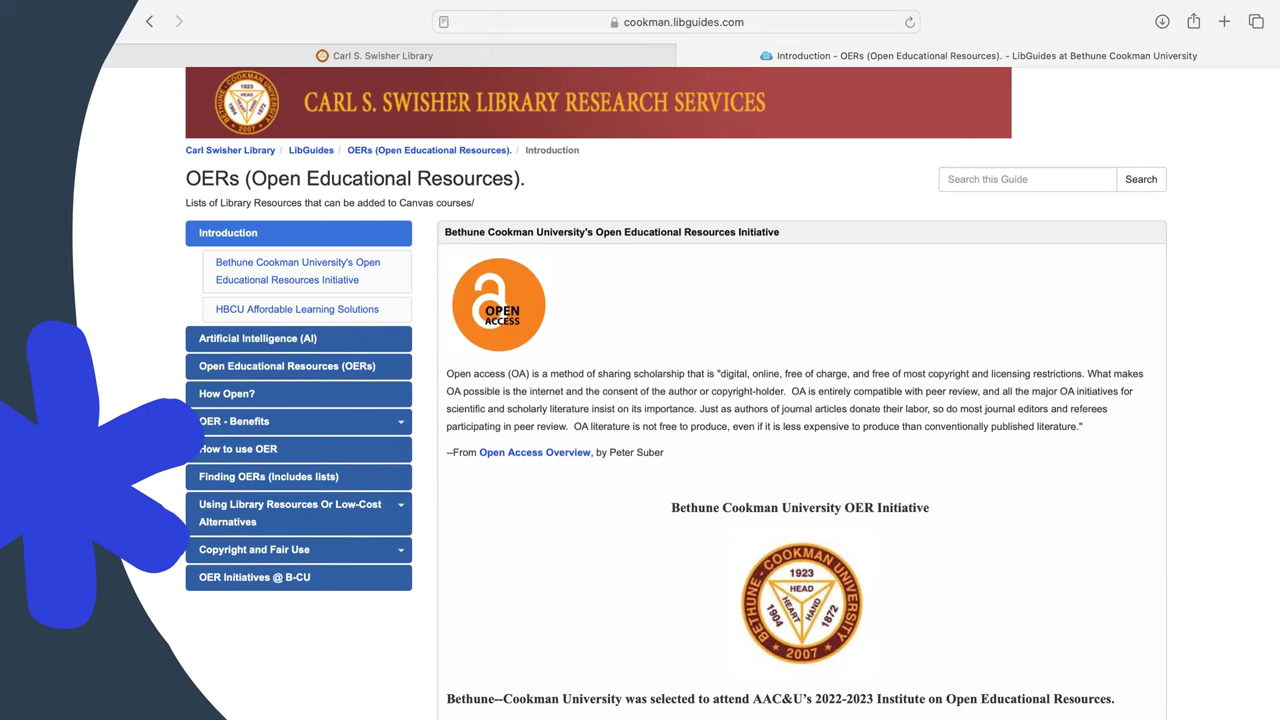 cookman.libguides.com
Carl S. Swisher Library
Introduction - OERs (Open Educational Resources). - LibGuides at Bethune Cookman University
1923
HEAD
HEART
HAND
1904
1872
BETHUNE - COOKMAN UNIVERSITY
2007
CARL S. SWISHER LIBRARY RESEARCH SERVICES
Carl Swisher Library / LibGuides / OERs (Open Educational Resources). / Introduction
OERs (Open Educational Resources).
Search this Guide
Search
Lists of Library Resources that can be added to Canvas courses/
Introduction
Bethune Cookman University's Open
Educational Resources Initiative
HBCU Affordable Learning Solutions
Artificial Intelligence (AI)
Open Educational Resources (OERs)
How Open?
OER - Benefits
How to use OER
Finding OERs (Includes lists)
Using Library Resources Or Low-Cost
Alternatives
Copyright and Fair Use
OER Initiatives @ B-CU
Bethune Cookman University's Open Educational Resources Initiative
OPEN
ACCESS
Open access (OA) is a method of sharing scholarship that is "digital, online, free of charge, and free of most copyright and licensing restrictions. What makes
OA possible is the internet and the consent of the author or copyright-holder. OA is entirely compatible with peer review, and all the major OA initiatives for
scientific and scholarly literature insist on its importance. Just as authors of journal articles donate their labor, so do most journal editors and referees
participating in peer review. OA literature is not free to produce, even if it is less expensive to produce than conventionally published literature."
--From Open Access Overview, by Peter Suber
Bethune Cookman University OER Initiative
BETHUNE - COOKMAN UNIVERSITY
1923
HEAD
HEART
HAND
1904
1872
2007
Bethune--Cookman University was selected to attend AAC&U's 2022-2023 Institute on Open Educational Resources.